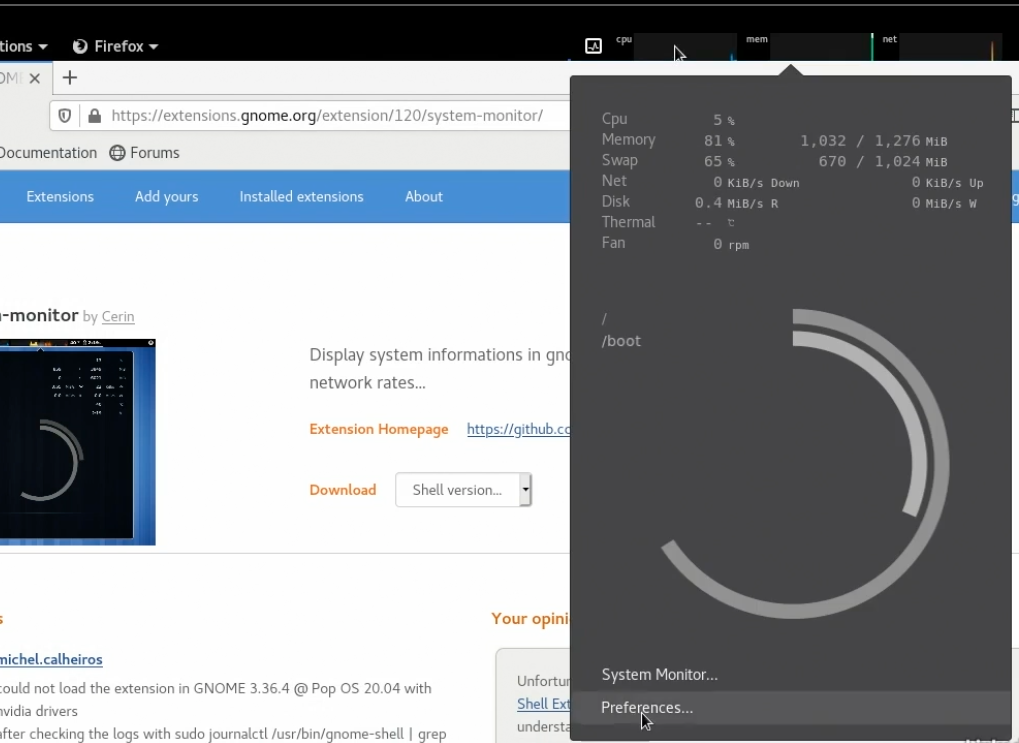 tions Firefox cpu mem net
OME
https://extensions.gnome.org/extension/120/system-monitor/
Documentation Forums
Extensions Add yours Installed extensions About
Cpu 5 %
Memory 81 % 1,032 / 1,276 MiB
Swap 65 % 670 / 1,024 MiB
Net 0 KiB/s Down 0 KiB/s Up
Disk 0.4 MiB/s R 0 MiB/s W
Thermal -- °C
Fan 0 rpm
/
/boot
-monitor by Cerin
Display system informations in gno
network rates...
Extension Homepage https://github.co
Download Shell version...
s
Your opini
michel.calheiros
could not load the extension in GNOME 3.36.4 @ Pop OS 20.04 with
nvidia drivers
after checking the logs with sudo journalctl /usr/bin/gnome-shell | grep
Unfortun
Shell Ext
understa
System Monitor...
Preferences...